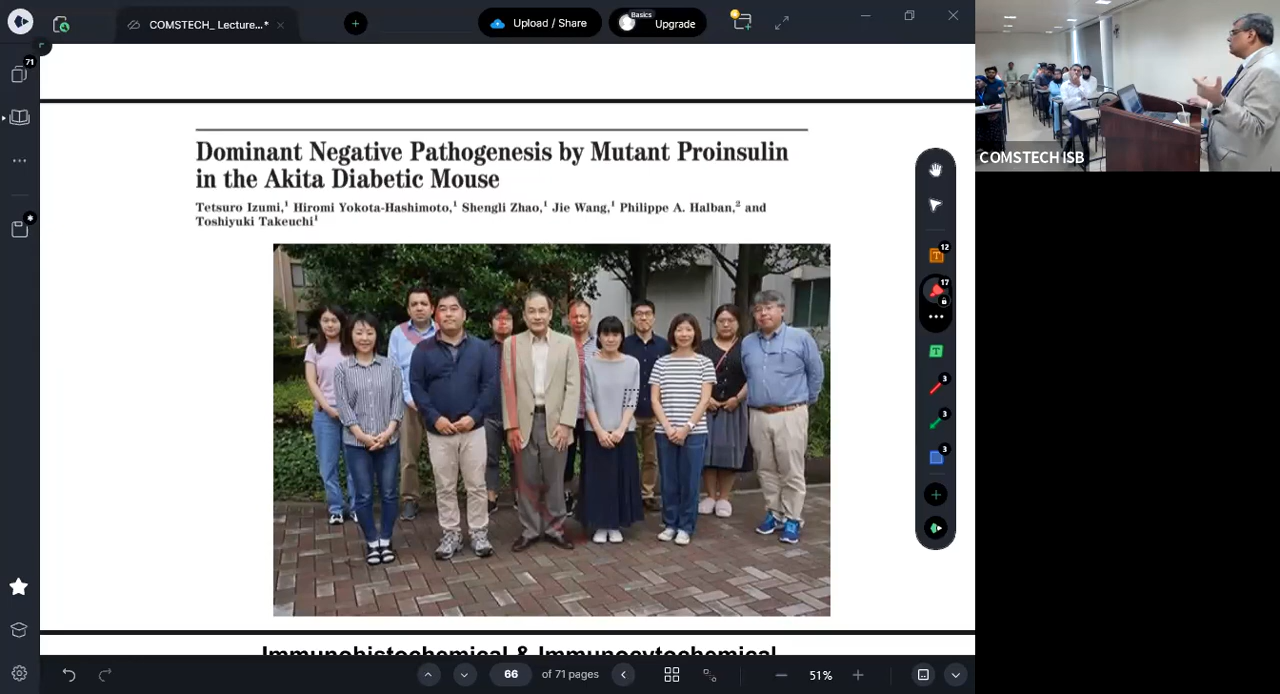 COMSTECH_ Lecture...*
Upload / Share
Basics
Upgrade
71
COMSTECH ISB
Dominant Negative Pathogenesis by Mutant Proinsulin
in the Akita Diabetic Mouse
Tetsuro Izumi,¹ Hiromi Yokota-Hashimoto,¹ Shengli Zhao,¹ Jie Wang,¹ Philippe A. Halban,² and
Toshiyuki Takeuchi¹
12
17
T
3
3
3
Immunohistochemical & Immunocytochemical
66 of 71 pages
51%